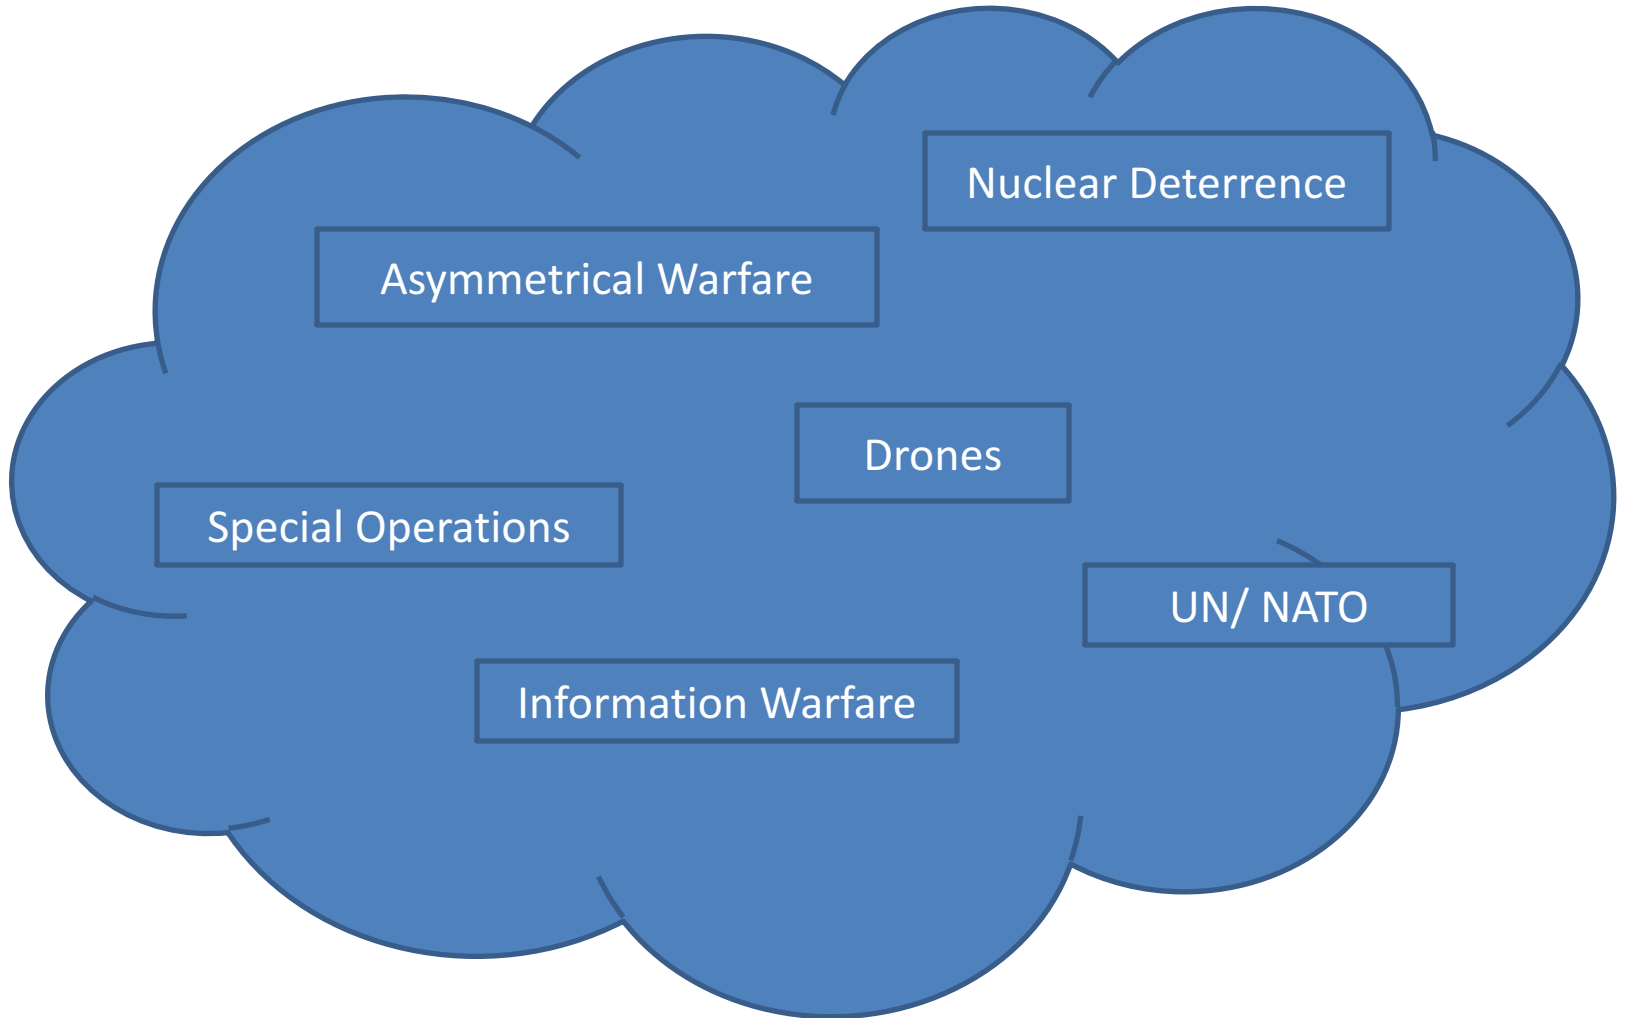 Nuclear Deterrence
Asymmetrical Warfare
Drones
Special Operations
UN/ NATO
Information Warfare